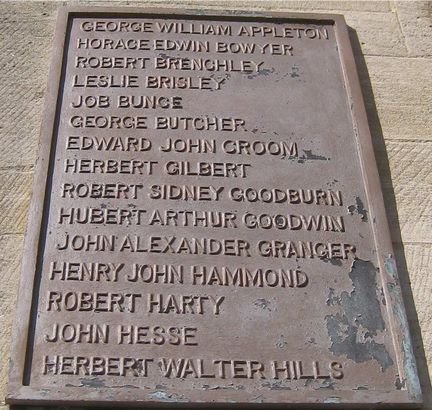 GEORGE WILLIAM APPLETON
HORACE EDWIN BOWYER
ROBERT BRENCHLEY
LESLIE BRISLEY
JOB BUNCE
GEORGE BUTCHER
EDWARD JOHN CROOM
HERBERT GILBERT
ROBERT SIDNEY GOODBURN
HUBERT ARTHUR GOODWIN
JOHN ALEXANDER GRANGER
HENRY JOHN HAMMOND
ROBERT HARTY
JOHN HESSE
HERBERT WALTER HILLS